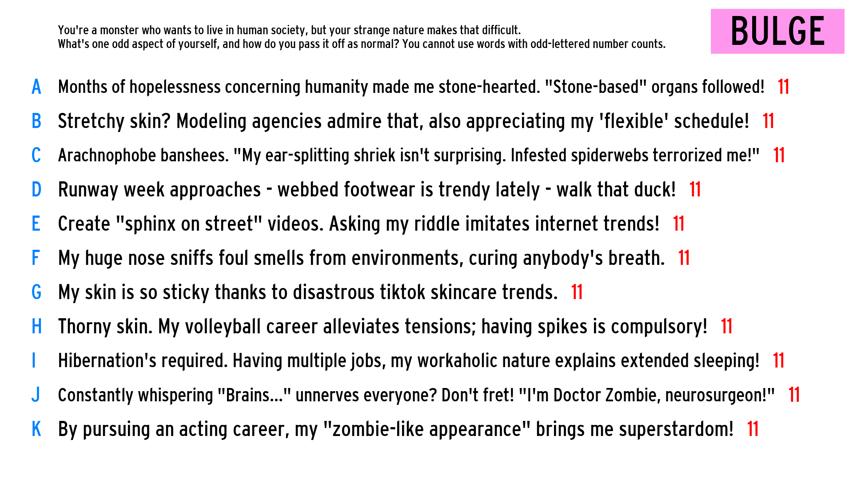 You're a monster who wants to live in human society, but your strange nature makes that difficult.
What's one odd aspect of yourself, and how do you pass it off as normal? You cannot use words with odd-lettered number counts.
BULGE
A Months of hopelessness concerning humanity made me stone-hearted. "Stone-based" organs followed! 11
B Stretchy skin? Modeling agencies admire that, also appreciating my 'flexible' schedule! 11
C Arachnophobe banshees. "My ear-splitting shriek isn't surprising. Infested spiderwebs terrorized me!" 11
D Runway week approaches - webbed footwear is trendy lately - walk that duck! 11
E Create "sphinx on street" videos. Asking my riddle imitates internet trends! 11
F My huge nose sniffs foul smells from environments, curing anybody's breath. 11
G My skin is so sticky thanks to disastrous tiktok skincare trends. 11
H Thorny skin. My volleyball career alleviates tensions; having spikes is compulsory! 11
I Hibernation's required. Having multiple jobs, my workaholic nature explains extended sleeping! 11
J Constantly whispering "Brains..." unnerves everyone? Don't fret! "I'm Doctor Zombie, neurosurgeon!" 11
K By pursuing an acting career, my "zombie-like appearance" brings me superstardom! 11